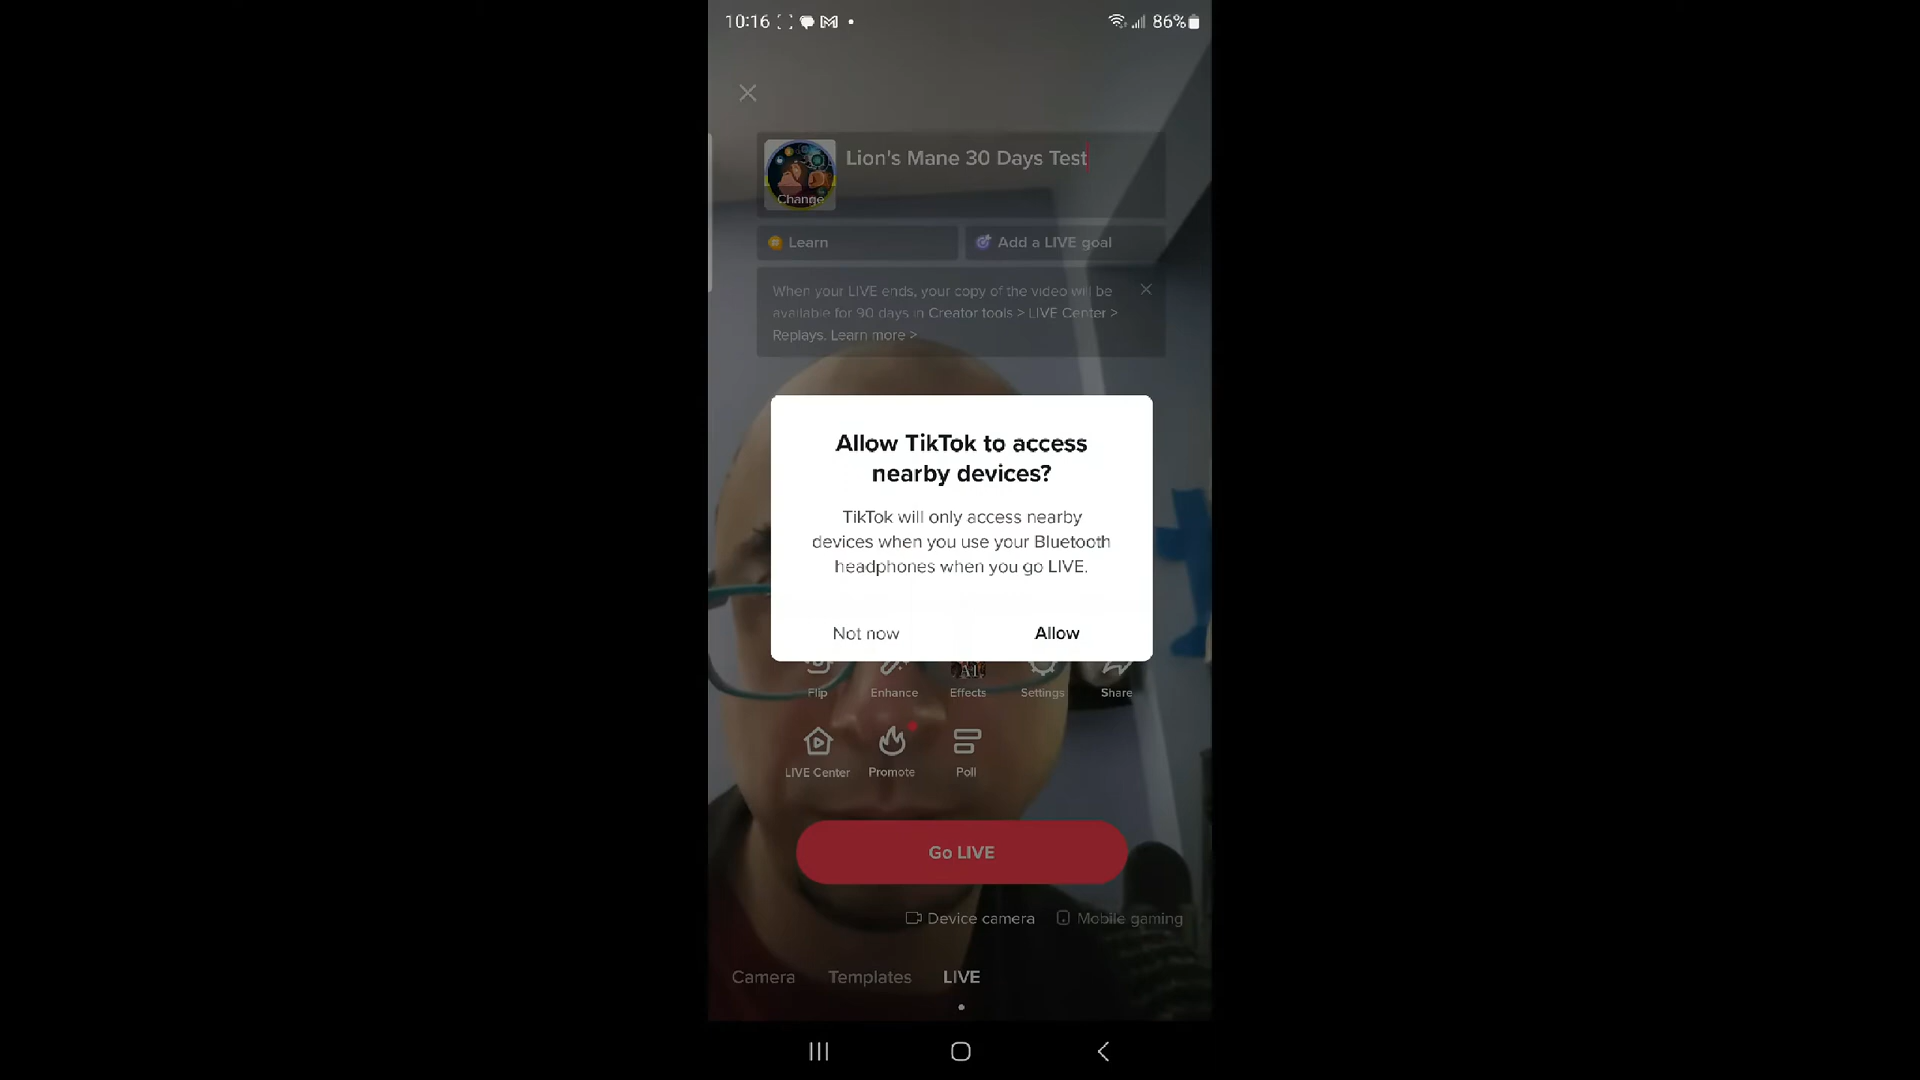 10:16
86%
Lion's Mane 30 Days Test
Change
Learn
Add a LIVE goal
When your LIVE ends, your copy of the video will be
available for 90 days in Creator tools > LIVE Center >
Replays. Learn more >
Allow TikTok to access
nearby devices?
TikTok will only access nearby
devices when you use your Bluetooth
headphones when you go LIVE.
Not now
Allow
AI
Flip
Enhance
Effects
Settings
Share
LIVE Center
Promote
Poll
Go LIVE
Device camera
Mobile gaming
Camera
Templates
LIVE